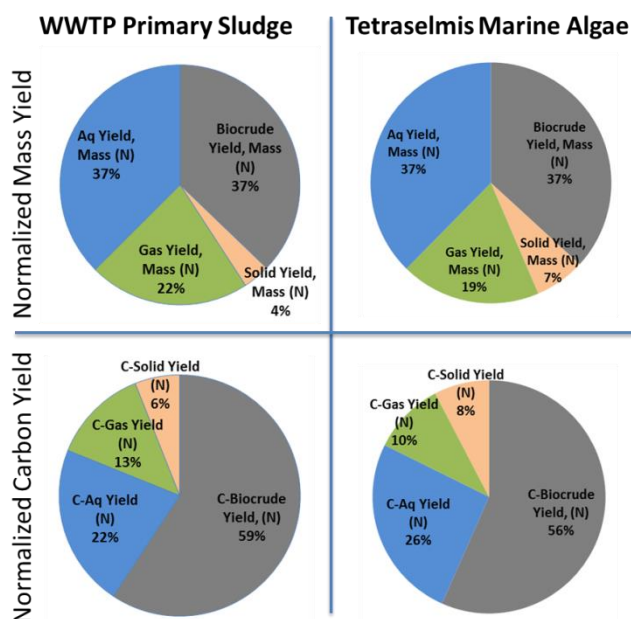 WWTP Primary Sludge
Tetraselmis Marine Algae
Normalized Mass Yield
Aq Yield,
Mass (N)
37%
Biocrude
Yield, Mass
(N)
37%
Gas Yield,
Mass (N)
22%
Solid Yield,
Mass (N)
4%
Aq Yield,
Mass (N)
37%
Biocrude
Yield, Mass
(N)
37%
Gas Yield,
Mass (N)
19%
Solid Yield,
Mass (N)
7%
Normalized Carbon Yield
C-Solid Yield
(N)
6%
C-Gas Yield
(N)
13%
C-Aq Yield
(N)
22%
C-Biocrude
Yield, (N)
59%
C-Solid Yield
(N)
8%
C-Gas Yield
(N)
10%
C-Aq Yield
(N)
26%
C-Biocrude
Yield, (N)
56%